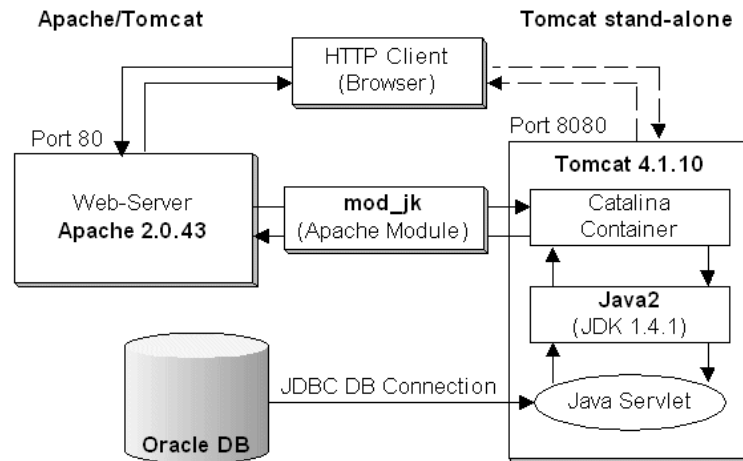 Apache/Tomcat
Tomcat stand-alone
HTTP Client
(Browser)
Port 80
Port 8080
Web-Server
Apache 2.0.43
mod_jk
(Apache Module)
Tomcat 4.1.10
Catalina
Container
Java2
(JDK 1.4.1)
JDBC DB Connection
Java Servlet
Oracle DB